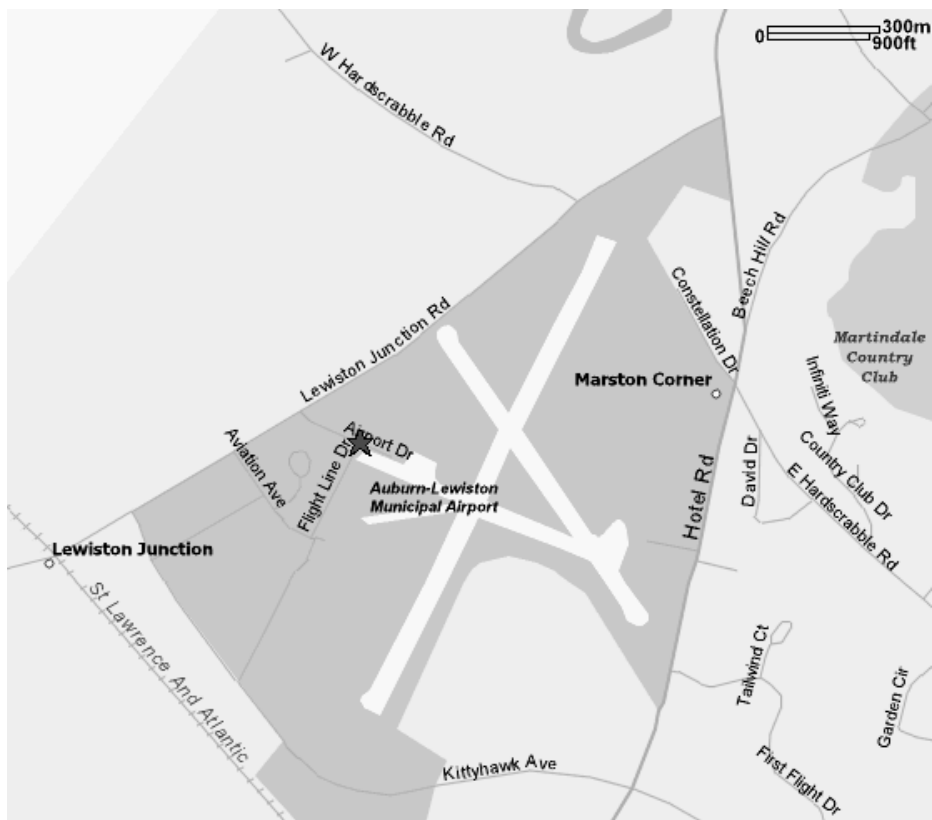 300m
0
900ft
W Hardscrabble Rd
Beech Hill Rd
Constellation Dr
Lewiston Junction Rd
Martindale
Country
Club
Marston Corner
Infiniti Way
Airport Dr
Aviation Ave
Flight Line Dr
Auburn-Lewiston
Municipal Airport
David Dr
Country Club Dr
E Hardscrabble Rd
Hotel Rd
Lewiston Junction
St Lawrence And Atlantic
Tailwind Ct
Garden Cir
Kittyhawk Ave
First Flight Dr